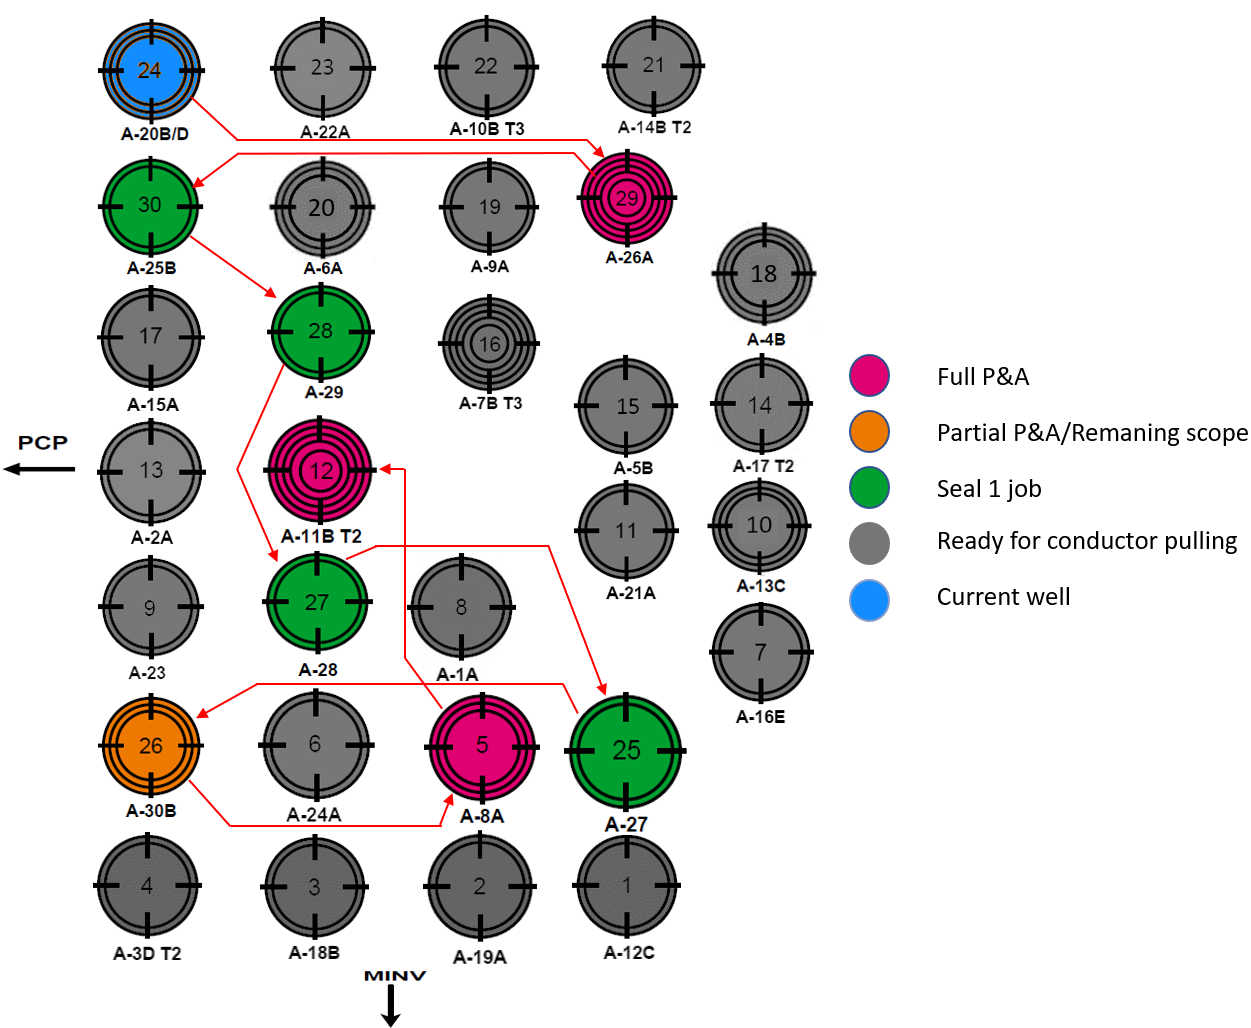 24
23
22
21
A-20B/D
A-22A
A-10B T3
A-14B T2
30
20
19
29
A-25B
A-6A
A-9A
A-26A
18
A-4B
17
28
16
A-15A
A-29
A-7B T3
15
14
A-5B
A-17 T2
PCP
13
12
A-2A
A-11B T2
11
10
A-21A
A-13C
9
27
8
A-23
A-28
A-1A
7
A-16E
26
6
5
25
A-30B
A-24A
A-8A
A-27
4
3
2
1
A-3D T2
A-18B
A-19A
A-12C
MINV
Full P&A
Partial P&A/Remaning scope
Seal 1 job
Ready for conductor pulling
Current well